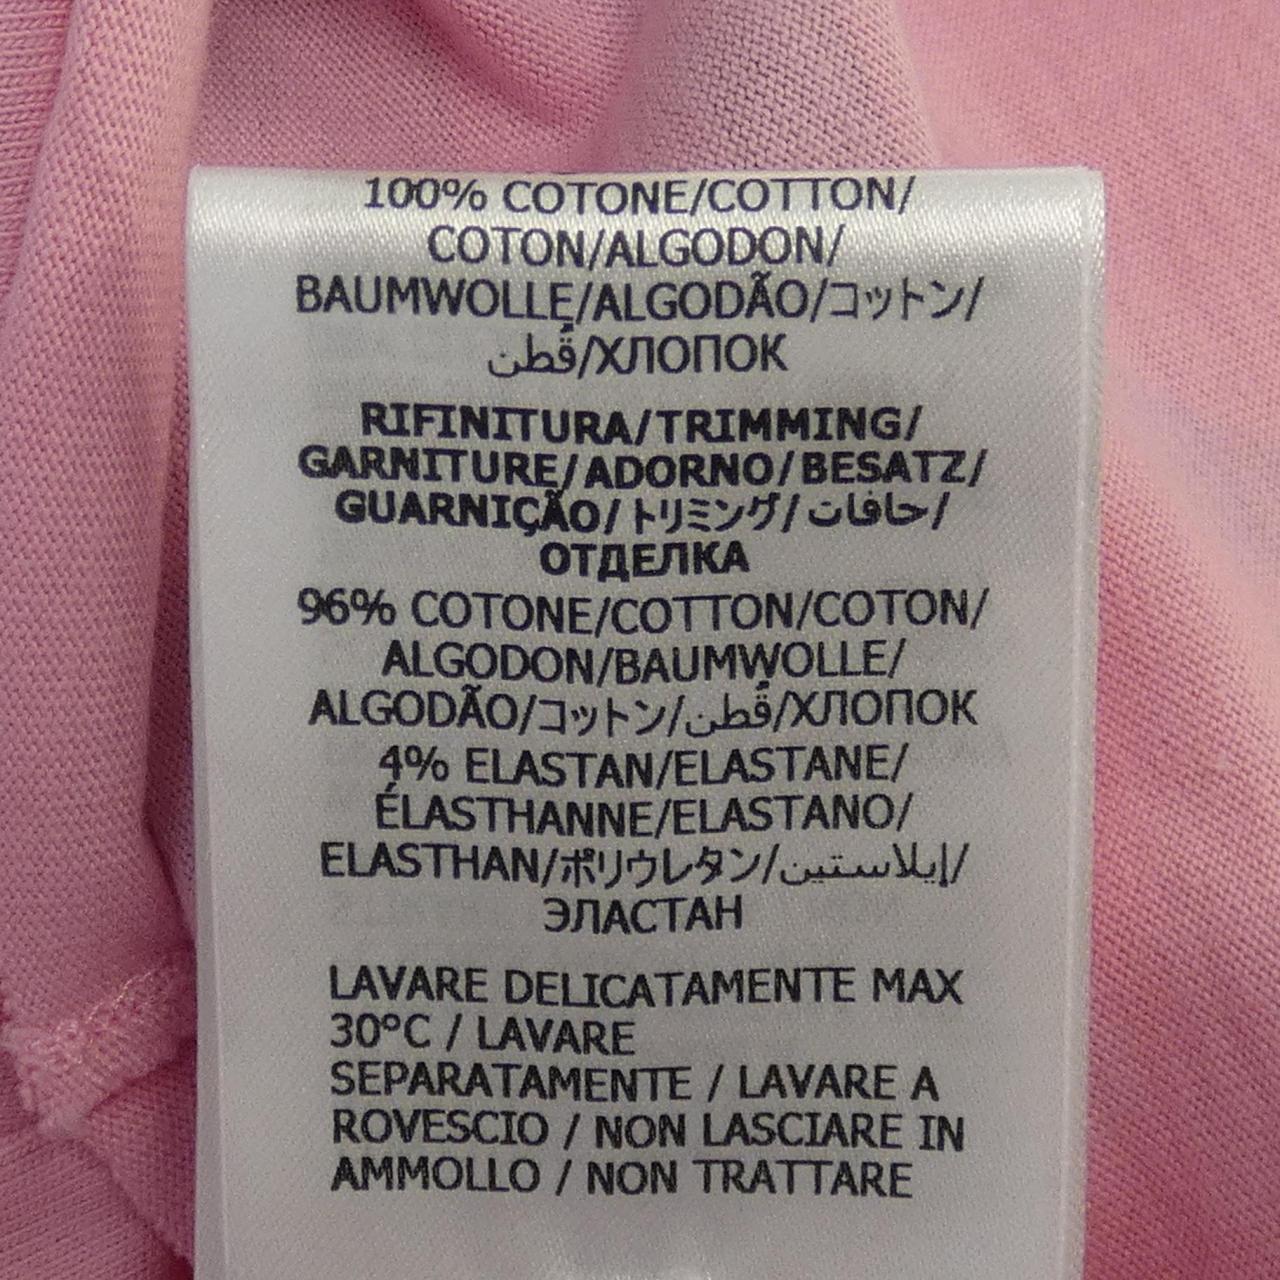 100% COTONE/COTTON/
COTON/ALGODON/
BAUMWOLLE/ALGODÃO/コットン/
قُطن/ХЛОПОК
RIFINITURA/TRIMMING/
GARNITURE/ADORNO/BESATZ/
GUARNIÇÃO/トリミング/حافات/
ОТДЕЛКА
96% COTONE/COTTON/COTON/
ALGODON/BAUMWOLLE/
ALGODÃO/コットン/قُطن/ХЛОПОК
4% ELASTAN/ELASTANE/
ÉLASTHANNE/ELASTANO/
ELASTHAN/ポリウレタン/إيلاستين/
ЭЛАСТАН
LAVARE DELICATAMENTE MAX
30°C / LAVARE
SEPARATAMENTE / LAVARE A
ROVESCIO / NON LASCIARE IN
AMMOLLO / NON TRATTARE